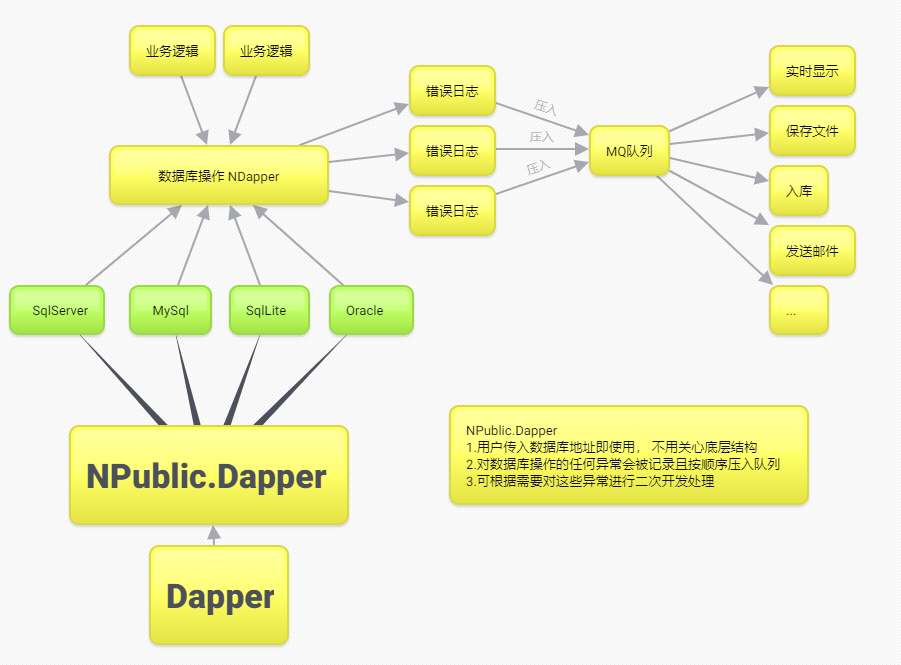 业务逻辑
业务逻辑
数据库操作 NDapper
错误日志
错误日志
错误日志
压入
压入
压入
MQ队列
实时显示
保存文件
入库
发送邮件
...
SqlServer
MySql
SqlLite
Oracle
NPublic.Dapper
Dapper
NPublic.Dapper
1.用户传入数据库地址即使用， 不用关心底层结构
2.对数据库操作的任何异常会被记录且按顺序压入队列
3.可根据需要对这些异常进行二次开发处理